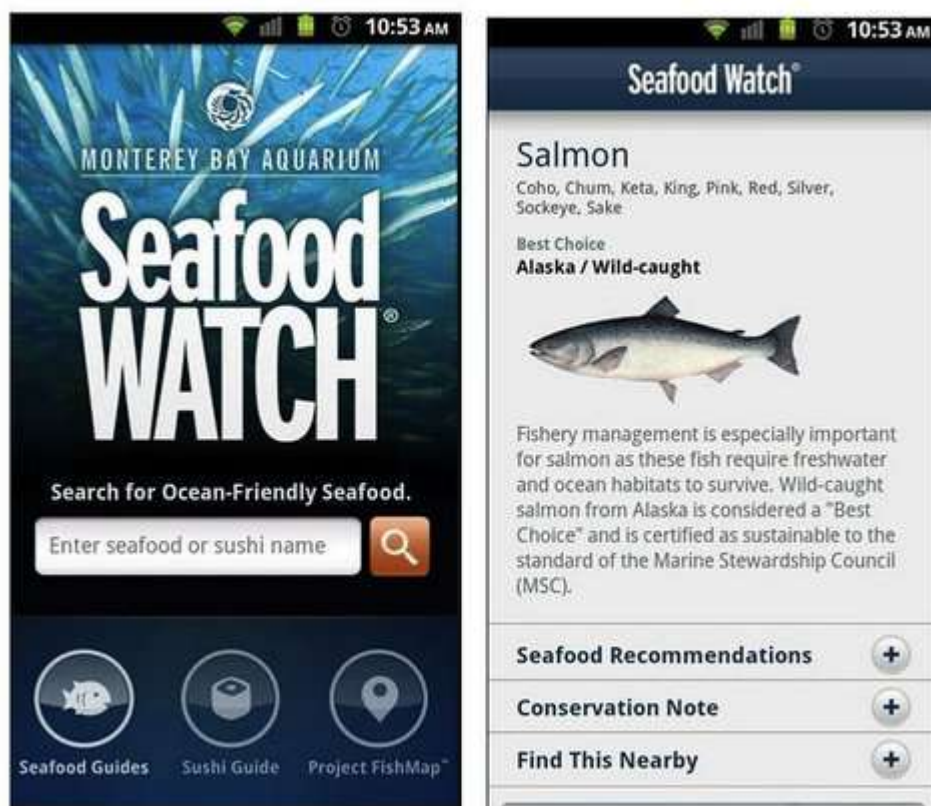 10:53 AM
MONTEREY BAY AQUARIUM
Seafood
WATCH®
Search for Ocean-Friendly Seafood.
Enter seafood or sushi name
Seafood Guides
Sushi Guide
Project FishMap™
10:53 AM
Seafood Watch®
Salmon
Coho, Chum, Keta, King, Pink, Red, Silver,
Sockeye, Sake
Best Choice
Alaska / Wild-caught
Fishery management is especially important
for salmon as these fish require freshwater
and ocean habitats to survive. Wild-caught
salmon from Alaska is considered a "Best
Choice" and is certified as sustainable to the
standard of the Marine Stewardship Council
(MSC).
Seafood Recommendations
Conservation Note
Find This Nearby